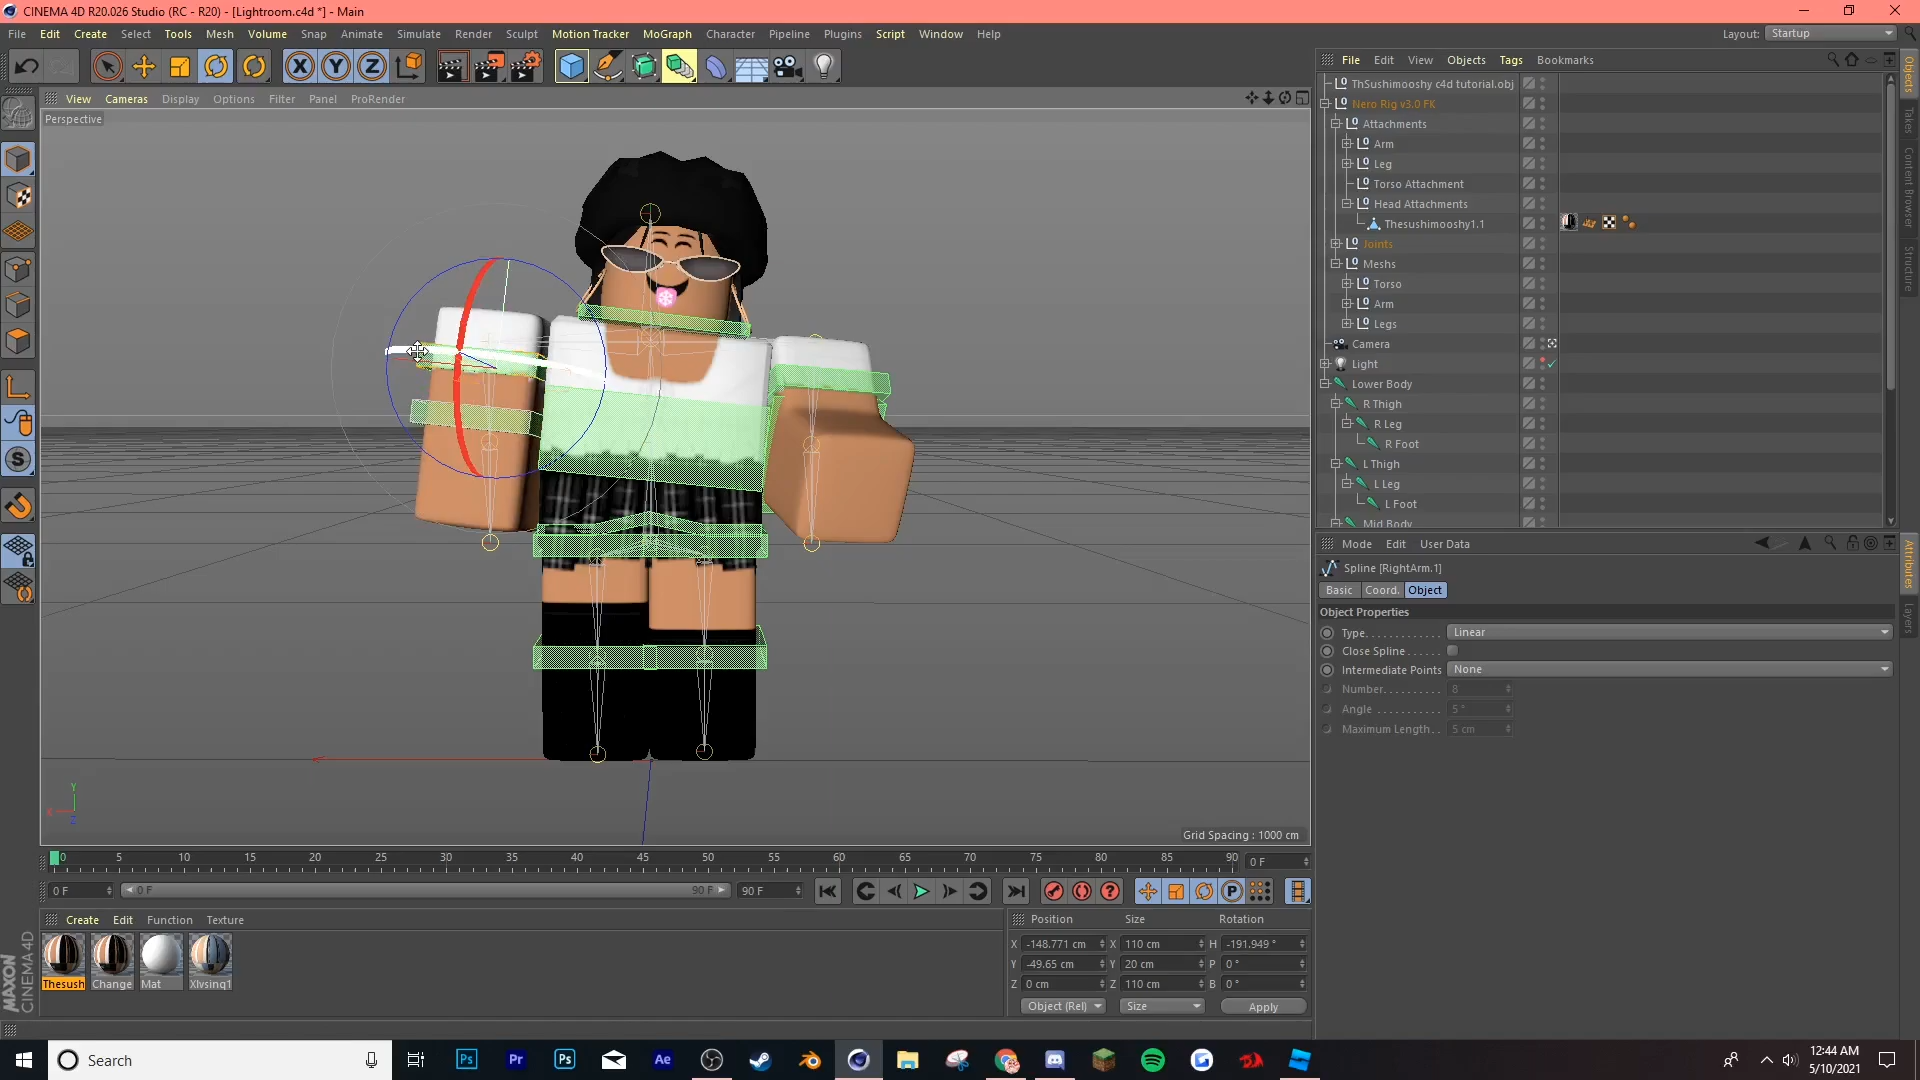 CINEMA 4D R20.026 Studio (RC - R20) - [Lightroom.c4d *] - Main
File Edit Create Select Tools Mesh Volume Snap Animate Simulate Render Sculpt Motion Tracker MoGraph Character Pipeline Plugins Script Window Help Layout: Startup
View Cameras Display Options Filter Panel ProRender
Perspective
Grid Spacing : 1000 cm
File Edit View Objects Tags Bookmarks
ThSushimooshy c4d tutorial.obj
Nero Rig v3.0 FK
Attachments
Arm
Leg
Torso Attachment
Head Attachments
Thesushimooshy1.1
Joints
Meshs
Torso
Arm
Legs
Camera
Light
Lower Body
R Thigh
R Leg
R Foot
L Thigh
L Leg
L Foot
Mid Body
Objects
Takes
Content Browser
Structure
Mode Edit User Data
Spline [RightArm.1]
Basic Coord. Object
Object Properties
Type Linear
Close Spline
Intermediate Points None
Number 8
Angle 5 °
Maximum Length 5 cm
Attributes
Layers
0 5 10 15 20 25 30 35 40 45 50 55 60 65 70 75 80 85 90 0 F
0 F 0 F 90 F 90 F
Create Edit Function Texture
Thesush Change Mat Xlvsinq1
Position Size Rotation
X -148.771 cm X 110 cm H -191.949 °
Y -49.65 cm Y 20 cm P 0 °
Z 0 cm Z 110 cm B 0 °
Object (Rel) Size Apply
MAXON CINEMA 4D
Search
12:44 AM
5/10/2021